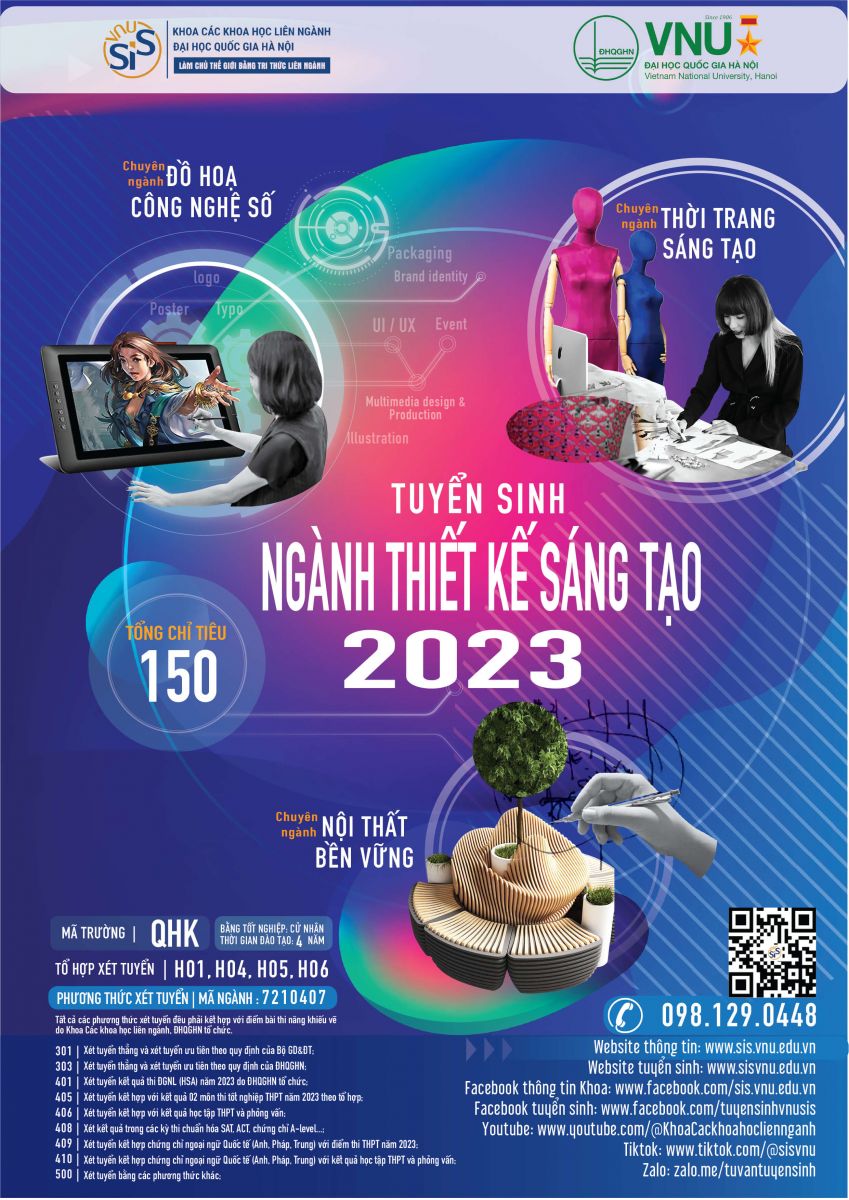 VNU
SIS
KHOA CÁC KHOA HỌC LIÊN NGÀNH
ĐẠI HỌC QUỐC GIA HÀ NỘI
LÀM CHỦ THẾ GIỚI BẰNG TRI THỨC LIÊN NGÀNH
ĐHQGHN
Since 1906
VNU
ĐẠI HỌC QUỐC GIA HÀ NỘI
Vietnam National University, Hanoi
Chuyên ngành ĐỒ HOẠ
CÔNG NGHỆ SỐ
Chuyên ngành THỜI TRANG
SÁNG TẠO
Packaging
Brand identity
logo
Poster Typo
UI / UX Event
Multimedia design &
Production
Illustration
TUYỂN SINH
NGÀNH THIẾT KẾ SÁNG TẠO
2023
TỔNG CHỈ TIÊU
150
Chuyên ngành NỘI THẤT
BỀN VỮNG
MÃ TRƯỜNG | QHK
BẰNG TỐT NGHIỆP: CỬ NHÂN
THỜI GIAN ĐÀO TẠO: 4 NĂM
TỔ HỢP XÉT TUYỂN | H01, H04, H05, H06
PHƯƠNG THỨC XÉT TUYỂN | MÃ NGÀNH : 7210407
Tất cả các phương thức xét tuyển đều phải kết hợp với điểm bài thi năng khiếu vẽ
do Khoa Các khoa học liên ngành, ĐHQGHN tổ chức.
301 | Xét tuyển thẳng và xét tuyển ưu tiên theo quy định của Bộ GD&ĐT;
303 | Xét tuyển thẳng và xét tuyển ưu tiên theo quy định của ĐHQGHN;
401 | Xét tuyển kết quả thi ĐGNL (HSA) năm 2023 do ĐHQGHN tổ chức;
405 | Xét tuyển kết hợp với kết quả 02 môn thi tốt nghiệp THPT năm 2023 theo tổ hợp;
406 | Xét tuyển kết hợp với kết quả học tập THPT và phỏng vấn;
408 | Xét kết quả trong các kỳ thi chuẩn hóa SAT, ACT, chứng chỉ A-level...;
409 | Xét tuyển kết hợp chứng chỉ ngoại ngữ Quốc tế (Anh, Pháp, Trung) với điểm thi THPT năm 2023;
410 | Xét tuyển kết hợp chứng chỉ ngoại ngữ Quốc tế (Anh, Pháp, Trung) với kết quả học tập THPT và phỏng vấn;
500 | Xét tuyển bằng các phương thức khác;
SIS
098.129.0448
Website thông tin: www.sis.vnu.edu.vn
Website tuyển sinh: www.sisvnu.edu.vn
Facebook thông tin Khoa: www.facebook.com/sis.vnu.edu.vn
Facebook tuyển sinh: www.facebook.com/tuyensinhvnusis
Youtube: www.youtube.com/@KhoaCackhoahocliennganh
Tiktok: www.tiktok.com/@sisvnu
Zalo: zalo.me/tuvantuyensinh